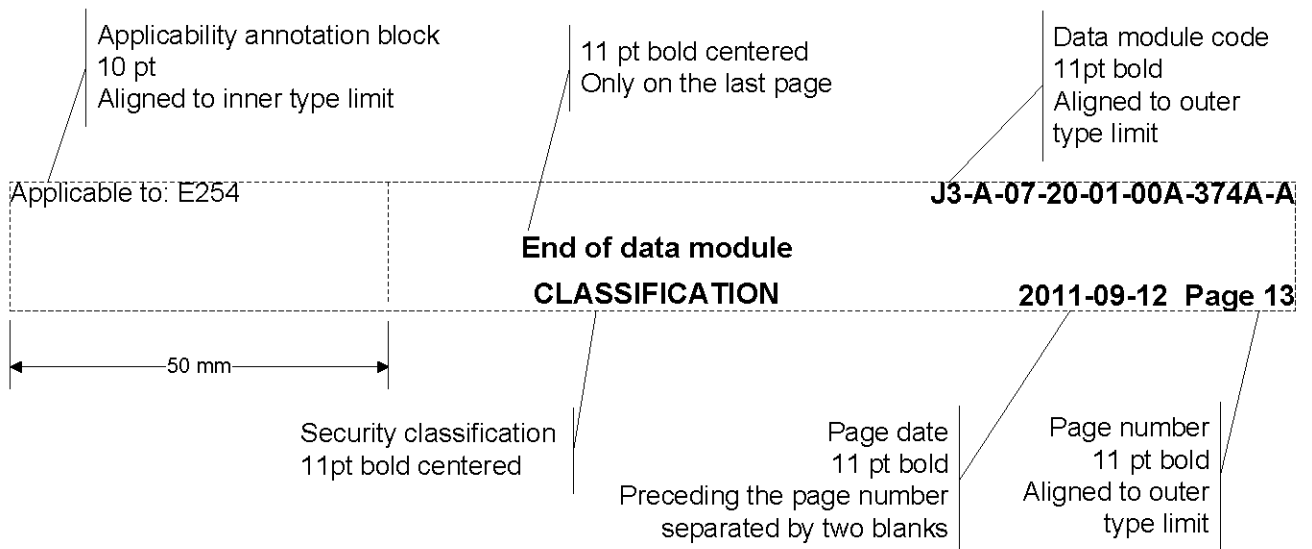 Applicability annotation block
10 pt
Aligned to inner type limit
11 pt bold centered
Only on the last page
Data module code
11pt bold
Aligned to outer
type limit
Applicable to: E254
J3-A-07-20-01-00A-374A-A
End of data module
CLASSIFICATION
2011-09-12  Page 13
50 mm
Security classification
11pt bold centered
Page date
11 pt bold
Preceding the page number
separated by two blanks
Page number
11 pt bold
Aligned to outer
type limit